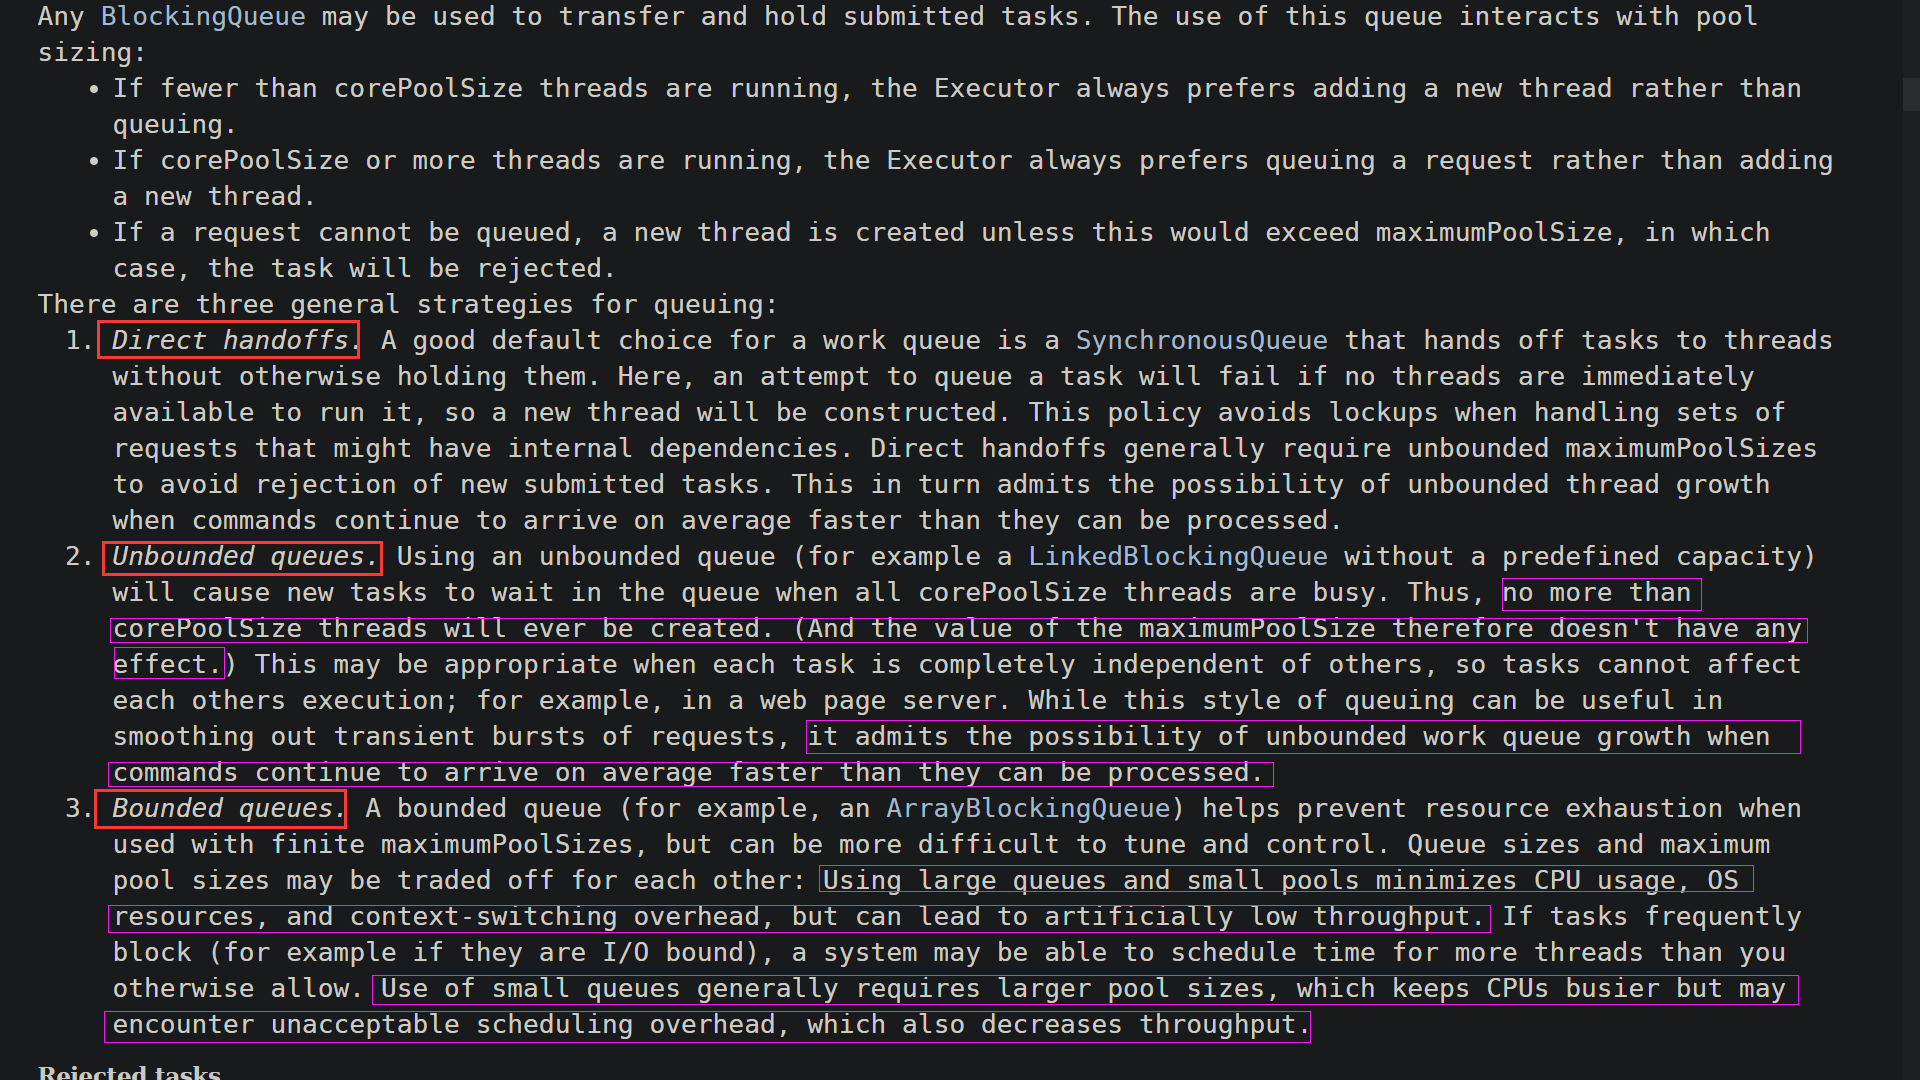 Any BlockingQueue may be used to transfer and hold submitted tasks. The use of this queue interacts with pool
sizing:
• If fewer than corePoolSize threads are running, the Executor always prefers adding a new thread rather than
queuing.
• If corePoolSize or more threads are running, the Executor always prefers queuing a request rather than adding
a new thread.
• If a request cannot be queued, a new thread is created unless this would exceed maximumPoolSize, in which
case, the task will be rejected.
There are three general strategies for queuing:
1. Direct handoffs. A good default choice for a work queue is a SynchronousQueue that hands off tasks to threads
without otherwise holding them. Here, an attempt to queue a task will fail if no threads are immediately
available to run it, so a new thread will be constructed. This policy avoids lockups when handling sets of
requests that might have internal dependencies. Direct handoffs generally require unbounded maximumPoolSizes
to avoid rejection of new submitted tasks. This in turn admits the possibility of unbounded thread growth
when commands continue to arrive on average faster than they can be processed.
2. Unbounded queues. Using an unbounded queue (for example a LinkedBlockingQueue without a predefined capacity)
will cause new tasks to wait in the queue when all corePoolSize threads are busy. Thus, no more than
corePoolSize threads will ever be created. (And the value of the maximumPoolSize therefore doesn't have any
effect.) This may be appropriate when each task is completely independent of others, so tasks cannot affect
each others execution; for example, in a web page server. While this style of queuing can be useful in
smoothing out transient bursts of requests, it admits the possibility of unbounded work queue growth when
commands continue to arrive on average faster than they can be processed.
3. Bounded queues. A bounded queue (for example, an ArrayBlockingQueue) helps prevent resource exhaustion when
used with finite maximumPoolSizes, but can be more difficult to tune and control. Queue sizes and maximum
pool sizes may be traded off for each other: Using large queues and small pools minimizes CPU usage, OS
resources, and context-switching overhead, but can lead to artificially low throughput. If tasks frequently
block (for example if they are I/O bound), a system may be able to schedule time for more threads than you
otherwise allow. Use of small queues generally requires larger pool sizes, which keeps CPUs busier but may
encounter unacceptable scheduling overhead, which also decreases throughput.
Rejected tasks